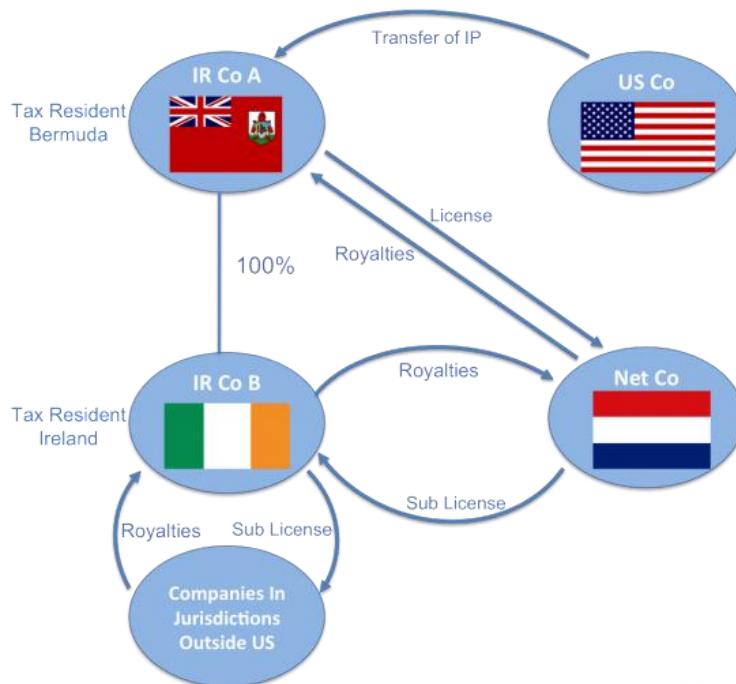 Transfer of IP
IR Co A
US Co
Tax Resident
Bermuda
License
Royalties
100%
IR Co B
Royalties
Net Co
Tax Resident
Ireland
Sub License
Royalties
Sub License
Companies In
Jurisdictions
Outside US